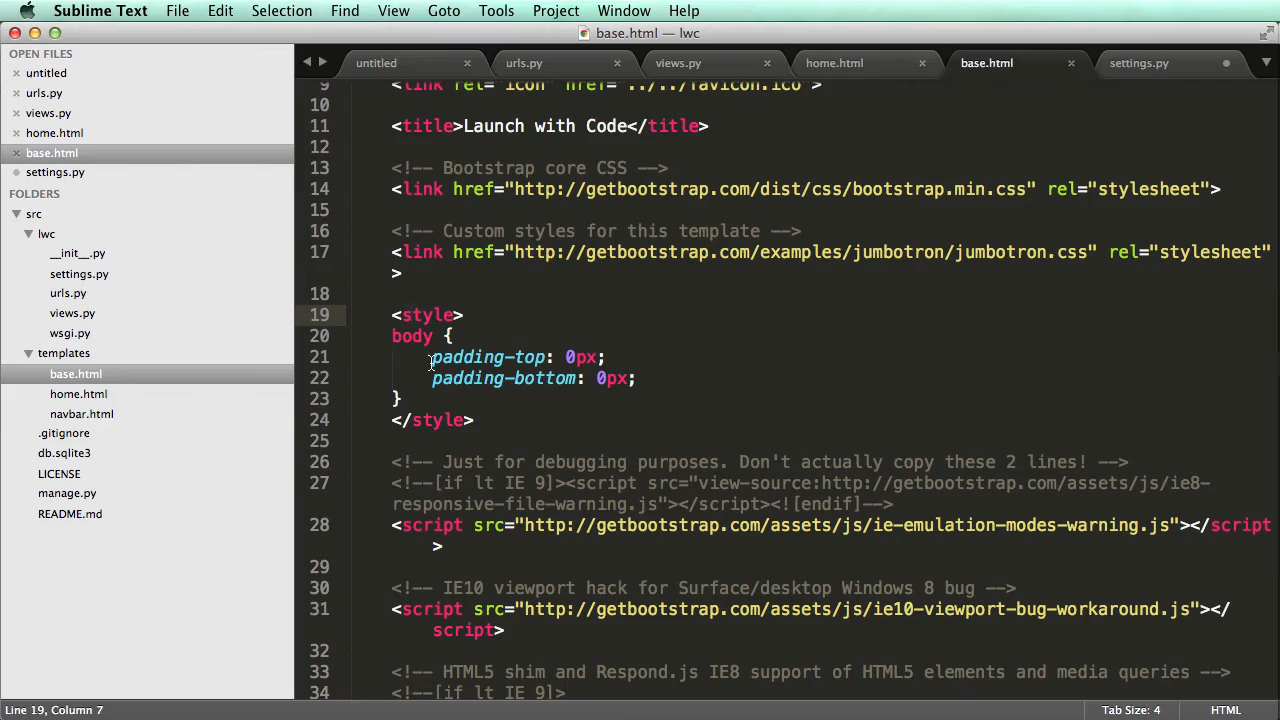 Sublime Text File Edit Selection Find View Goto Tools Project Window Help
base.html — lwc
OPEN FILES
untitled
urls.py
views.py
home.html
base.html
settings.py
FOLDERS
src
lwc
__init__.py
settings.py
urls.py
views.py
wsgi.py
templates
base.html
home.html
navbar.html
.gitignore
db.sqlite3
LICENSE
manage.py
README.md
untitled urls.py views.py home.html base.html settings.py
9 <link rel="icon" href="../../favicon.ico">
10
11 <title>Launch with Code</title>
12
13 <!-- Bootstrap core CSS -->
14 <link href="http://getbootstrap.com/dist/css/bootstrap.min.css" rel="stylesheet">
15
16 <!-- Custom styles for this template -->
17 <link href="http://getbootstrap.com/examples/jumbotron/jumbotron.css" rel="stylesheet"
>
18
19 <style>
20 body {
21 padding-top: 0px;
22 padding-bottom: 0px;
23 }
24 </style>
25
26 <!-- Just for debugging purposes. Don't actually copy these 2 lines! -->
27 <!--[if lt IE 9]><script src="view-source:http://getbootstrap.com/assets/js/ie8-
responsive-file-warning.js"></script><![endif]-->
28 <script src="http://getbootstrap.com/assets/js/ie-emulation-modes-warning.js"></script
>
29
30 <!-- IE10 viewport hack for Surface/desktop Windows 8 bug -->
31 <script src="http://getbootstrap.com/assets/js/ie10-viewport-bug-workaround.js"></
script>
32
33 <!-- HTML5 shim and Respond.js IE8 support of HTML5 elements and media queries -->
34 <!--[if lt IE 9]>
Line 19, Column 7 Tab Size: 4 HTML